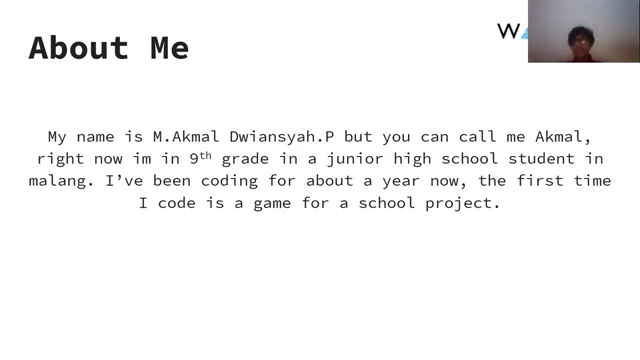 About Me
W
My name is M.Akmal Dwiansyah.P but you can call me Akmal,
right now im in 9th grade in a junior high school student in
malang. I’ve been coding for about a year now, the first time
I code is a game for a school project.